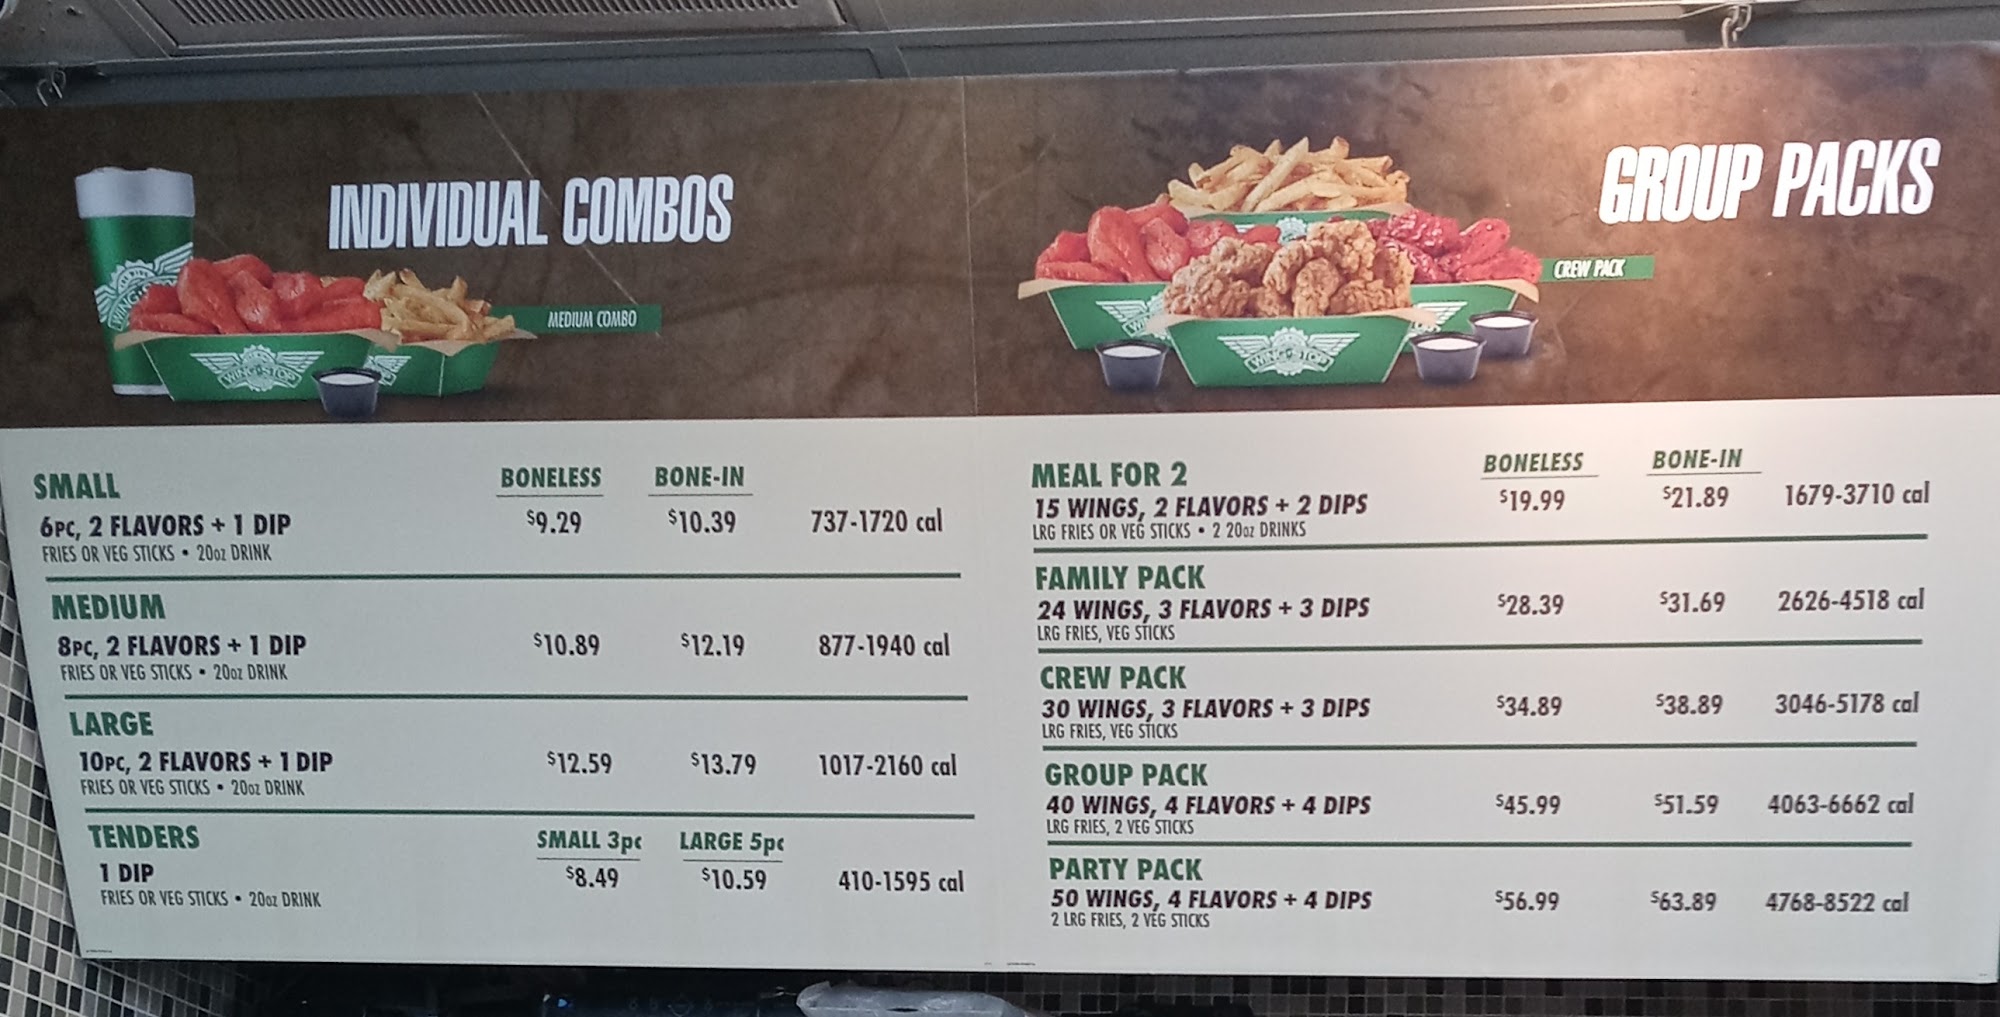 INDIVIDUAL COMBOS
MEDIUM COMBO
WING STOP
SMALL
BONELESS BONE-IN
6PC, 2 FLAVORS + 1 DIP $9.29 $10.39 737-1720 cal
FRIES OR VEG STICKS • 20oz DRINK
MEDIUM
8PC, 2 FLAVORS + 1 DIP $10.89 $12.19 877-1940 cal
FRIES OR VEG STICKS • 20oz DRINK
LARGE
10PC, 2 FLAVORS + 1 DIP $12.59 $13.79 1017-2160 cal
FRIES OR VEG STICKS • 20oz DRINK
TENDERS SMALL 3pc LARGE 5pc
1 DIP $8.49 $10.59 410-1595 cal
FRIES OR VEG STICKS • 20oz DRINK
GROUP PACKS
CREW PACK
WING STOP
MEAL FOR 2 BONELESS BONE-IN
15 WINGS, 2 FLAVORS + 2 DIPS $19.99 $21.89 1679-3710 cal
LRG FRIES OR VEG STICKS • 2 20oz DRINKS
FAMILY PACK
24 WINGS, 3 FLAVORS + 3 DIPS $28.39 $31.69 2626-4518 cal
LRG FRIES, VEG STICKS
CREW PACK
30 WINGS, 3 FLAVORS + 3 DIPS $34.89 $38.89 3046-5178 cal
LRG FRIES, VEG STICKS
GROUP PACK
40 WINGS, 4 FLAVORS + 4 DIPS $45.99 $51.59 4063-6662 cal
LRG FRIES, 2 VEG STICKS
PARTY PACK
50 WINGS, 4 FLAVORS + 4 DIPS $56.99 $63.89 4768-8522 cal
2 LRG FRIES, 2 VEG STICKS